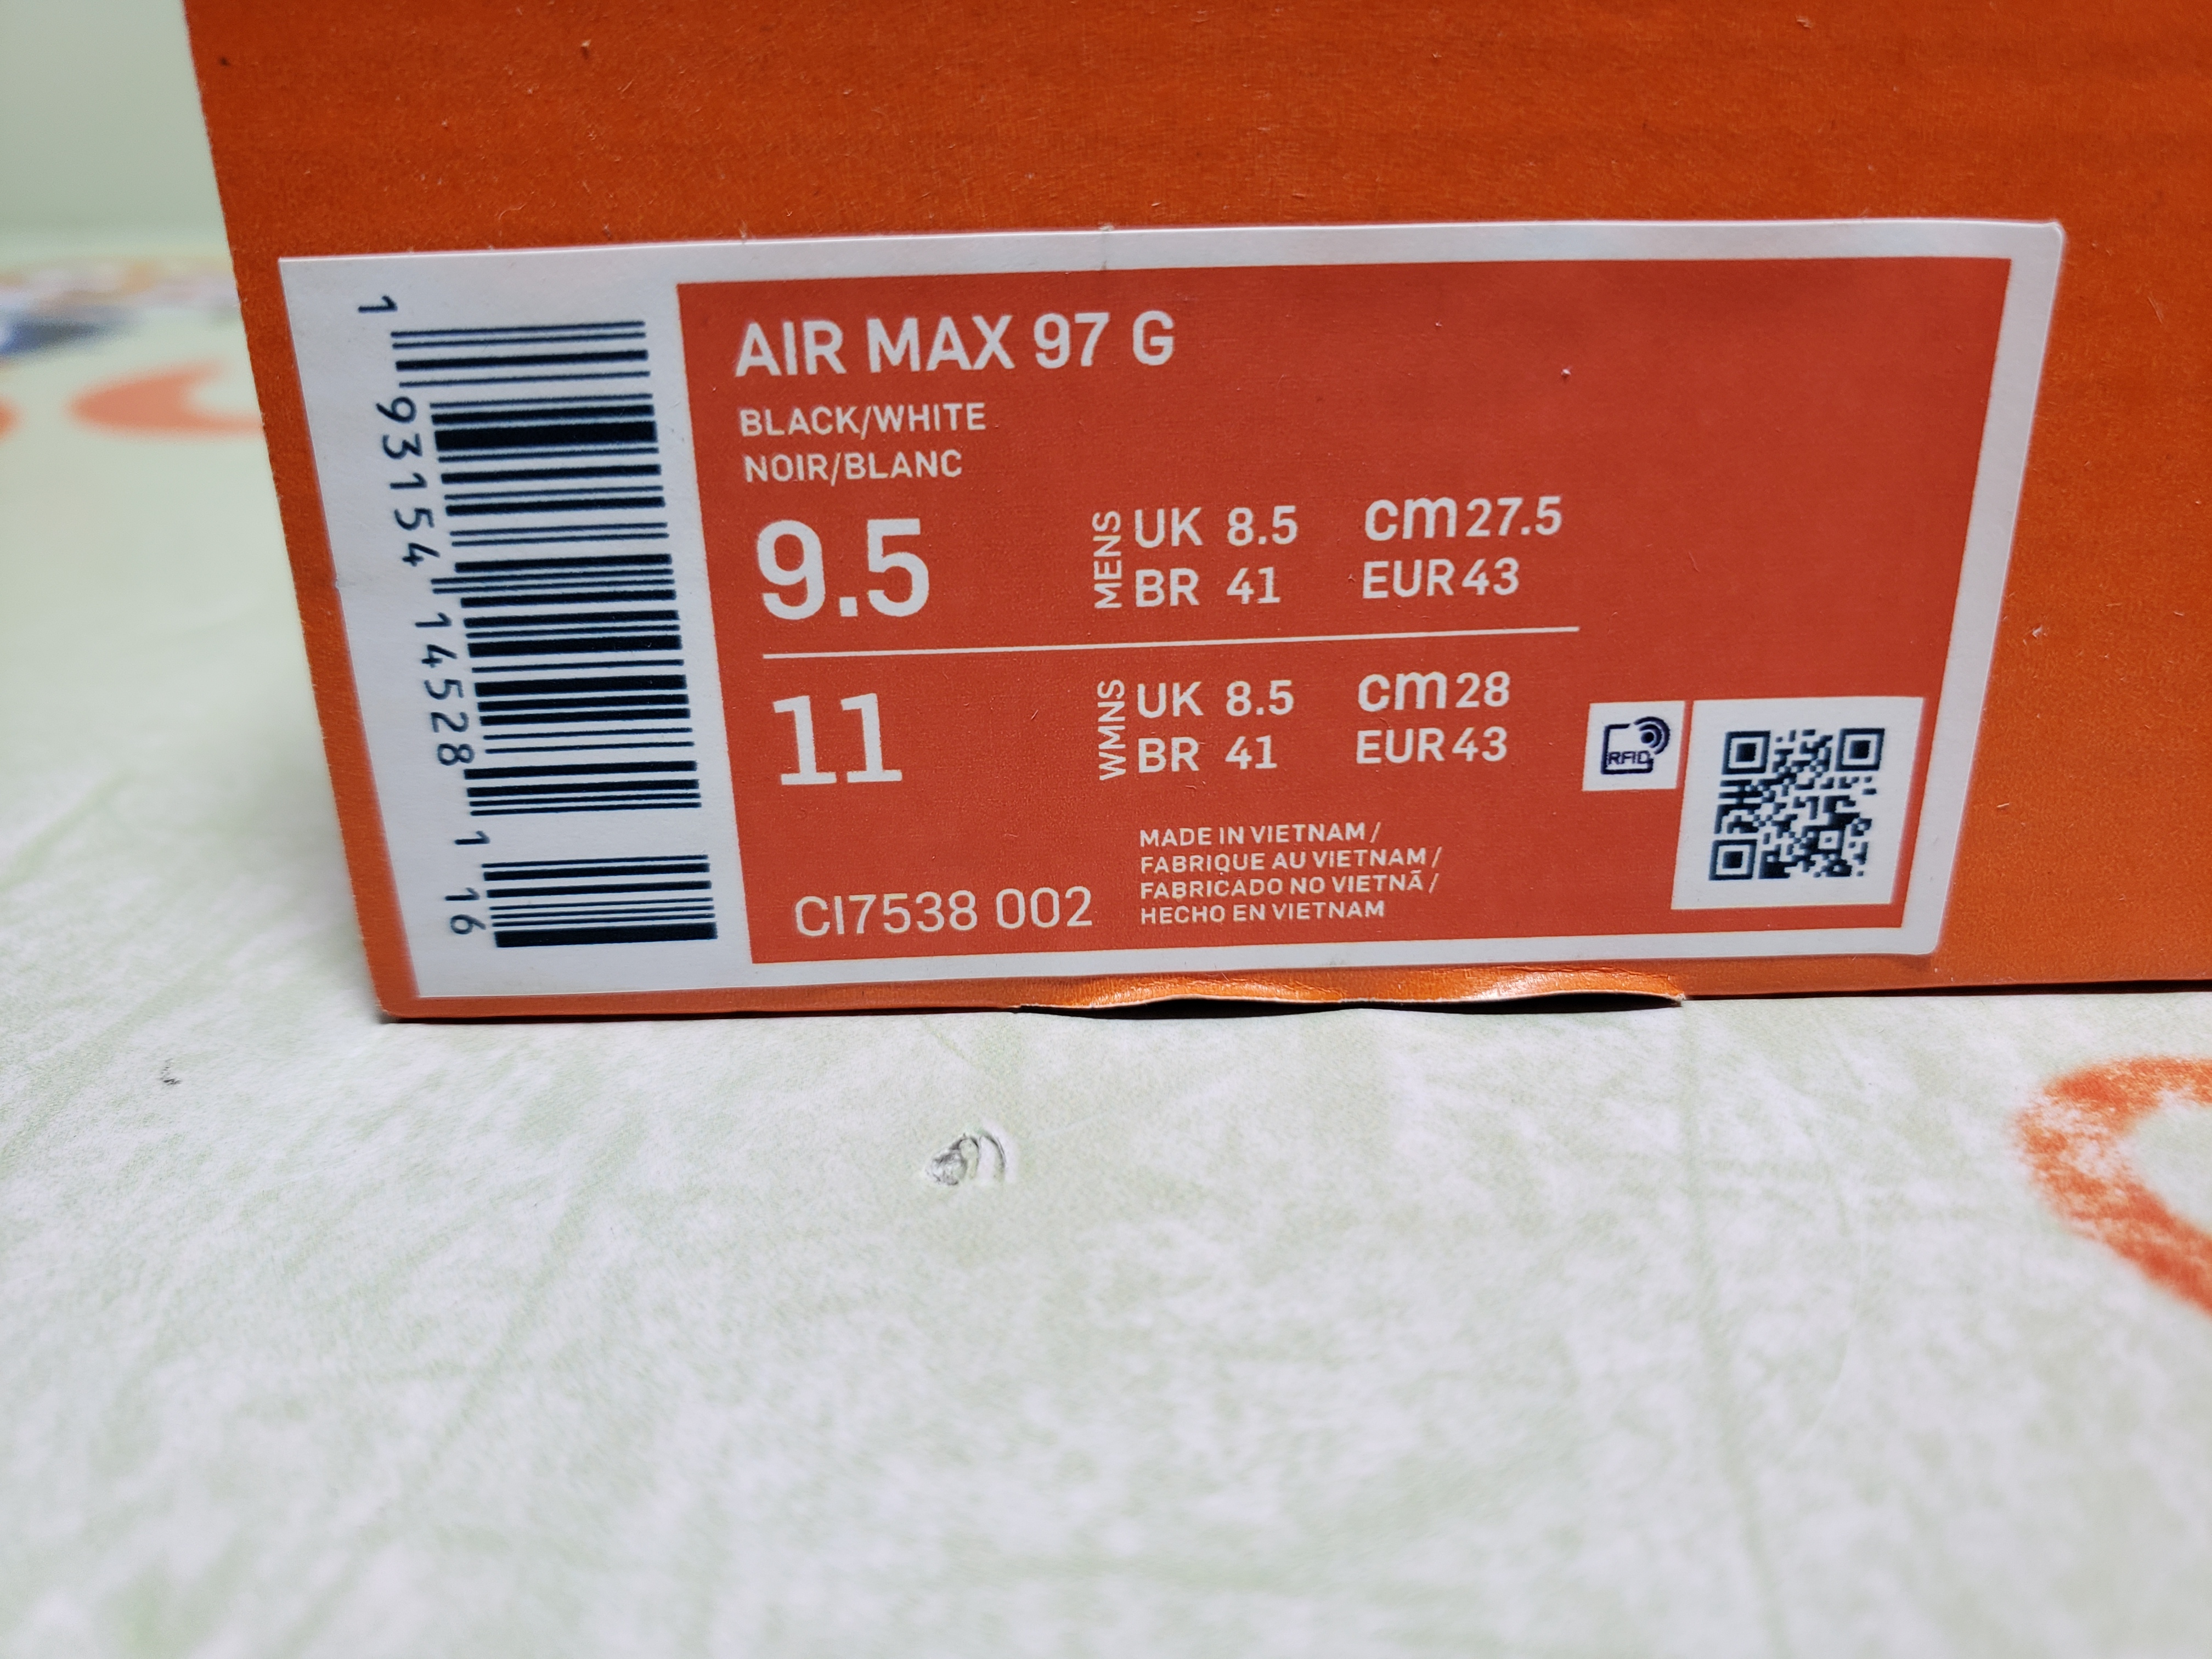 1 93154 14528 1 16
AIR MAX 97 G
BLACK/WHITE
NOIR/BLANC
9.5 MENS UK 8.5 cm 27.5
BR 41 EUR 43
11 WMNS UK 8.5 cm 28
BR 41 EUR 43
RFID
MADE IN VIETNAM /
FABRIQUE AU VIETNAM /
FABRICADO NO VIETNÃ /
HECHO EN VIETNAM
CI7538 002